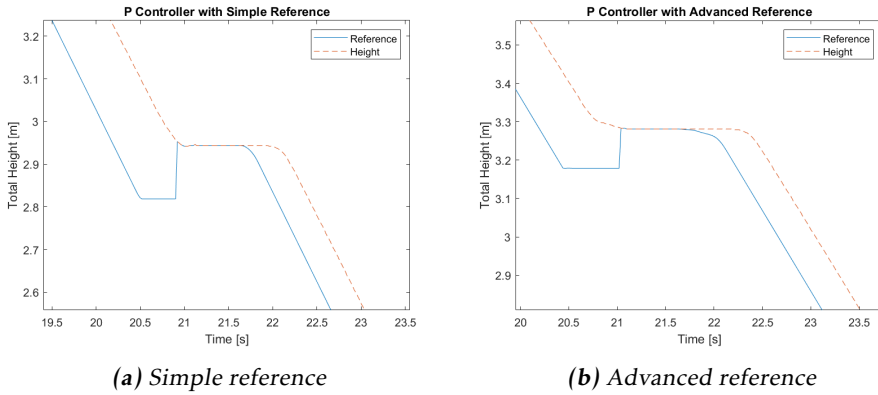 P Controller with Simple Reference
Reference
Height
3.2
3.1
3
2.9
2.8
2.7
2.6
Total Height [m]
19.5 20 20.5 21 21.5 22 22.5 23 23.5
Time [s]
(a) Simple reference
P Controller with Advanced Reference
Reference
Height
3.5
3.4
3.3
3.2
3.1
3
2.9
Total Height [m]
20 20.5 21 21.5 22 22.5 23 23.5
Time [s]
(b) Advanced reference